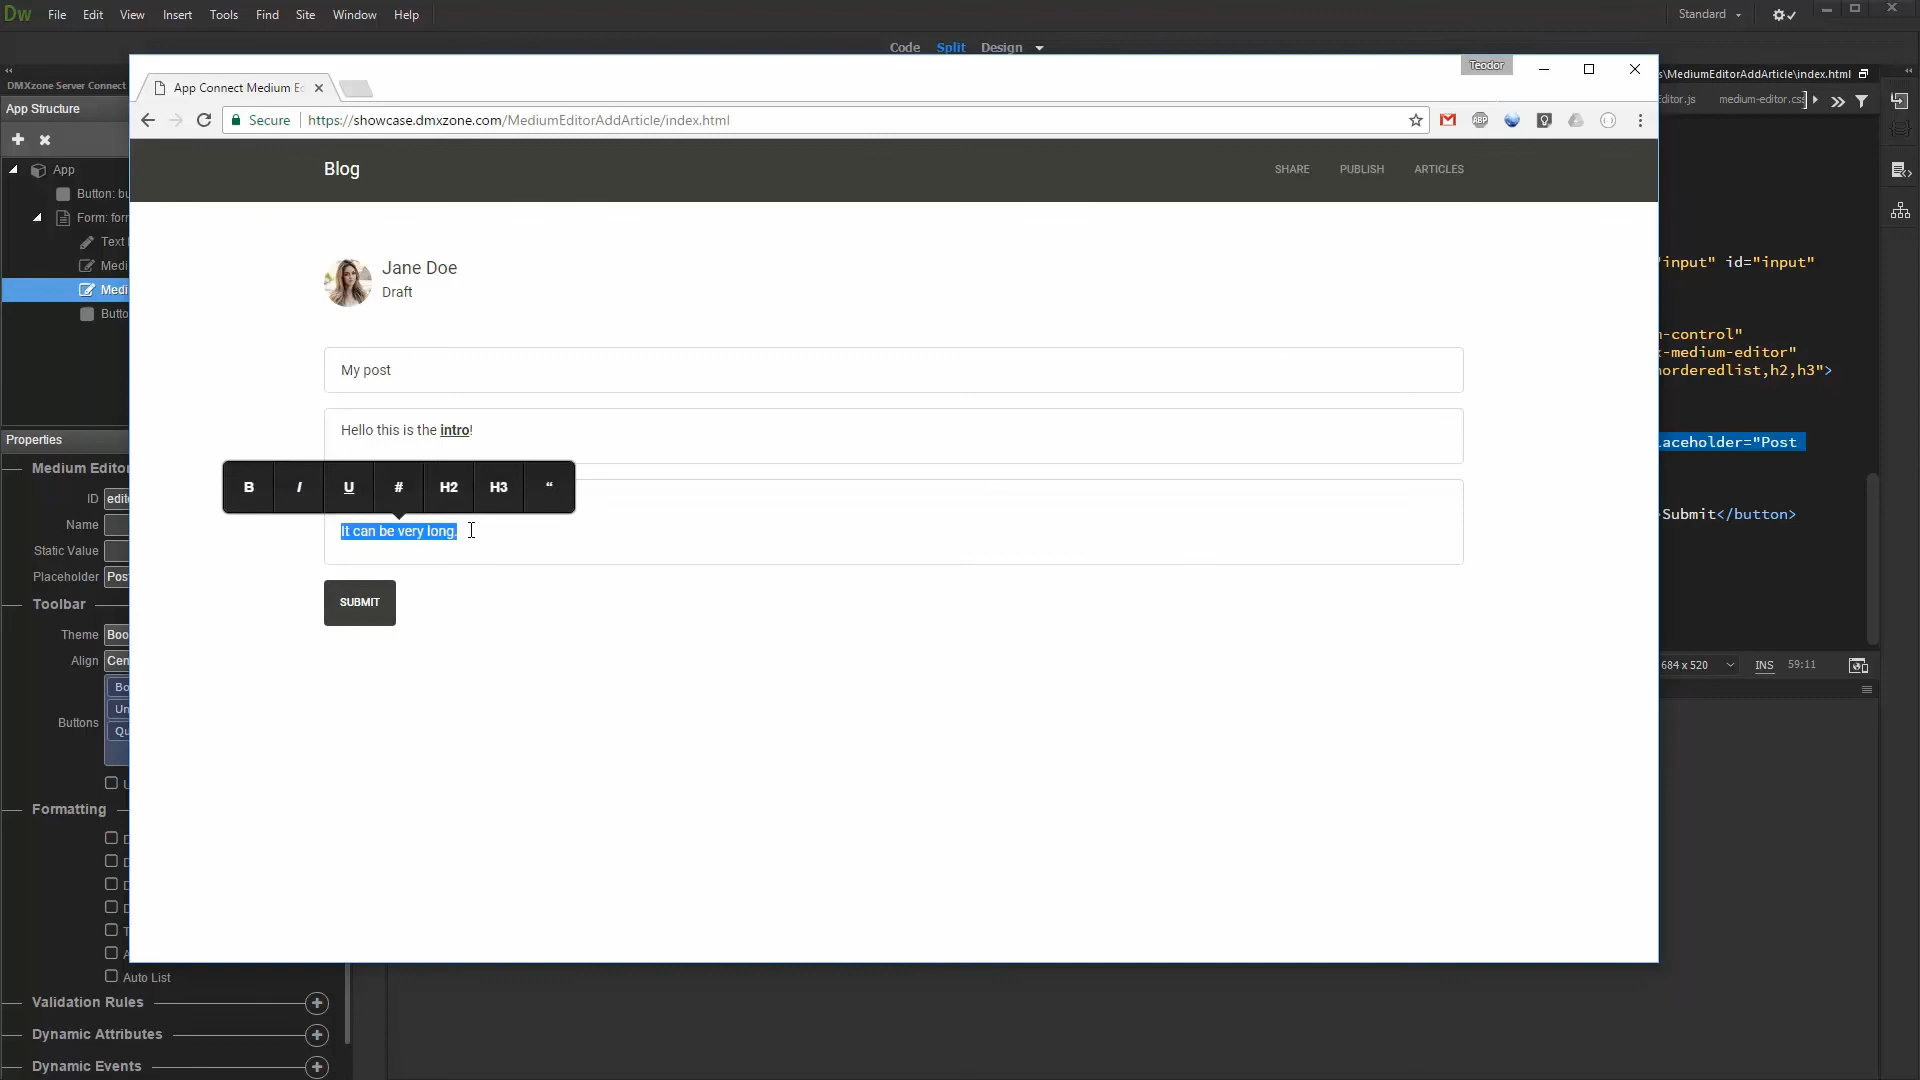 Dw File Edit View Insert Tools Find Site Window Help
Standard
Code Split Design
DMXzone Server Connect
App Structure
App
Button: bu
Form: for
Text
Medi
Medi
Butto
Properties
Medium Editor
ID edit
Name
Static Value
Placeholder Pos
Toolbar
Theme Boo
Align Cen
Buttons
Bo
Un
Qu
Formatting
Auto List
Validation Rules
Dynamic Attributes
Dynamic Events
Teodor
App Connect Medium E
Secure https://showcase.dmxzone.com/MediumEditorAddArticle/index.html
Blog
SHARE PUBLISH ARTICLES
Jane Doe
Draft
My post
Hello this is the intro!
B I U # H2 H3 “
It can be very long.
SUBMIT
s\MediumEditorAddArticle\index.html
ditor.js medium-editor.css
"input" id="input"
m-control"
x-medium-editor"
norderedlist,h2,h3">
laceholder="Post
>Submit</button>
684 x 520 INS 59:11